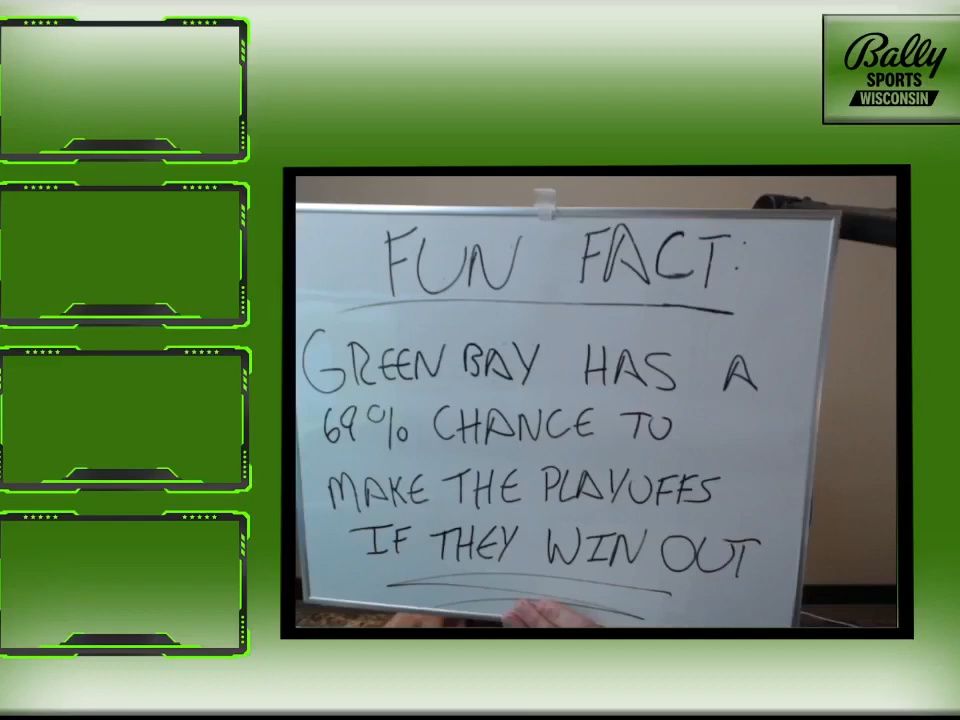 Bally
SPORTS
WISCONSIN
FUN FACT:
GREEN BAY HAS A
69% CHANCE TO
MAKE THE PLAYOFFS
IF THEY WIN OUT